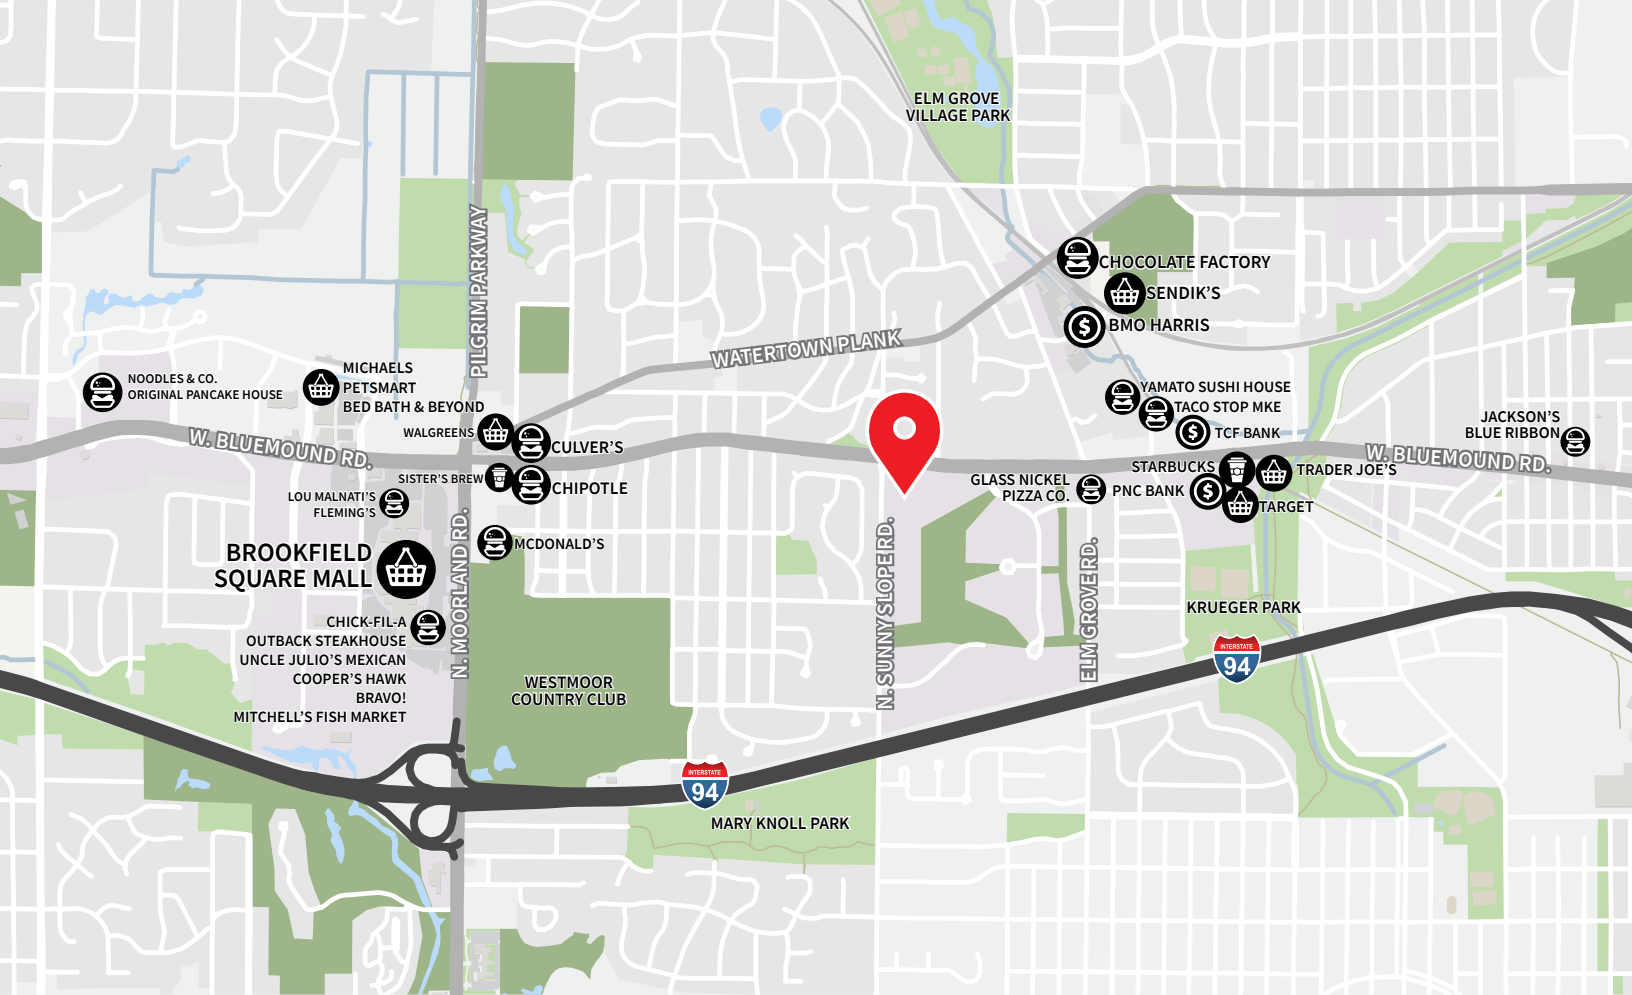 ELM GROVE
VILLAGE PARK
PILGRIM PARKWAY
CHOCOLATE FACTORY
SENDIK'S
BMO HARRIS
WATERTOWN PLANK
NOODLES & CO.
ORIGINAL PANCAKE HOUSE
MICHAELS
PETSMART
BED BATH & BEYOND
WALGREENS
CULVER'S
W. BLUEMOUND RD.
SISTER'S BREW
CHIPOTLE
LOU MALNATI'S
FLEMING'S
MCDONALD'S
BROOKFIELD
SQUARE MALL
N. MOORLAND RD.
CHICK-FIL-A
OUTBACK STEAKHOUSE
UNCLE JULIO'S MEXICAN
COOPER'S HAWK
BRAVO!
MITCHELL'S FISH MARKET
WESTMOOR
COUNTRY CLUB
YAMATO SUSHI HOUSE
TACO STOP MKE
$
$
TCF BANK
JACKSON'S
BLUE RIBBON
W. BLUEMOUND RD.
STARBUCKS
TRADER JOE'S
GLASS NICKEL
PIZZA CO.
PNC BANK
$
TARGET
N. SUNNY SLOPE RD.
ELM GROVE RD.
KRUEGER PARK
INTERSTATE
94
INTERSTATE
94
MARY KNOLL PARK